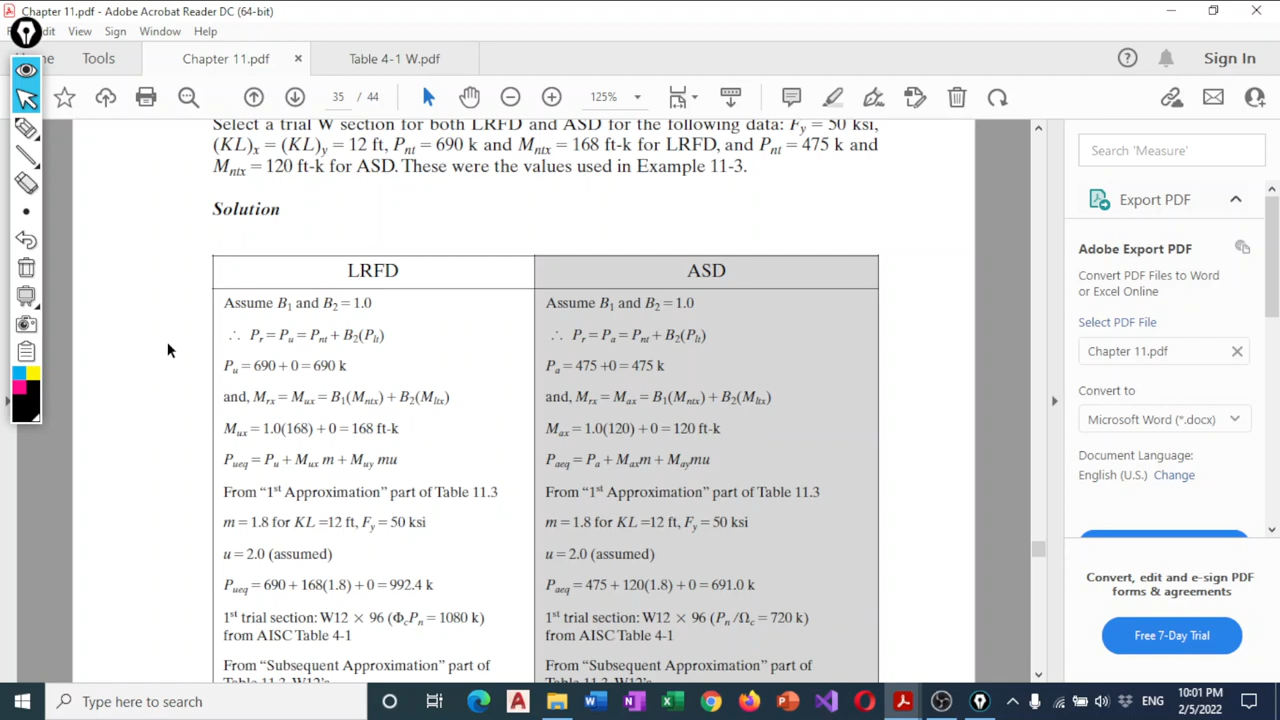 Chapter 11.pdf - Adobe Acrobat Reader DC (64-bit)
Edit View Sign Window Help
Home Tools Chapter 11.pdf Table 4-1 W.pdf Sign In
35 / 44 125%
Select a trial W section for both LRFD and ASD for the following data: Fy = 50 ksi,
(KL)x = (KL)y = 12 ft, Pnt = 690 k and Mntx = 168 ft-k for LRFD, and Pnt = 475 k and
Mntx = 120 ft-k for ASD. These were the values used in Example 11-3.
Solution
LRFD
Assume B1 and B2 = 1.0
∴ Pr = Pu = Pnt + B2(Plt)
Pu = 690 + 0 = 690 k
and, Mrx = Mux = B1(Mntx) + B2(Mltx)
Mux = 1.0(168) + 0 = 168 ft-k
Pueq = Pu + Mux m + Muy mu
From “1st Approximation” part of Table 11.3
m = 1.8 for KL =12 ft, Fy = 50 ksi
u = 2.0 (assumed)
Pueq = 690 + 168(1.8) + 0 = 992.4 k
1st trial section: W12 × 96 (ΦcPn = 1080 k)
from AISC Table 4-1
From “Subsequent Approximation” part of
Table 11.3, W12’s
ASD
Assume B1 and B2 = 1.0
∴ Pr = Pa = Pnt + B2(Plt)
Pa = 475 +0 = 475 k
and, Mrx = Max = B1(Mntx) + B2(Mltx)
Max = 1.0(120) + 0 = 120 ft-k
Paeq = Pa + Maxm + Maymu
From “1st Approximation” part of Table 11.3
m = 1.8 for KL =12 ft, Fy = 50 ksi
u = 2.0 (assumed)
Paeq = 475 + 120(1.8) + 0 = 691.0 k
1st trial section: W12 × 96 (Pn /Ωc = 720 k)
from AISC Table 4-1
From “Subsequent Approximation” part of
Table 11.3, W12’s
Search 'Measure'
Export PDF
Adobe Export PDF
Convert PDF Files to Word
or Excel Online
Select PDF File
Chapter 11.pdf
Convert to
Microsoft Word (*.docx)
Document Language:
English (U.S.) Change
Convert, edit and e-sign PDF
forms & agreements
Free 7-Day Trial
Type here to search
ENG
10:01 PM
2/5/2022